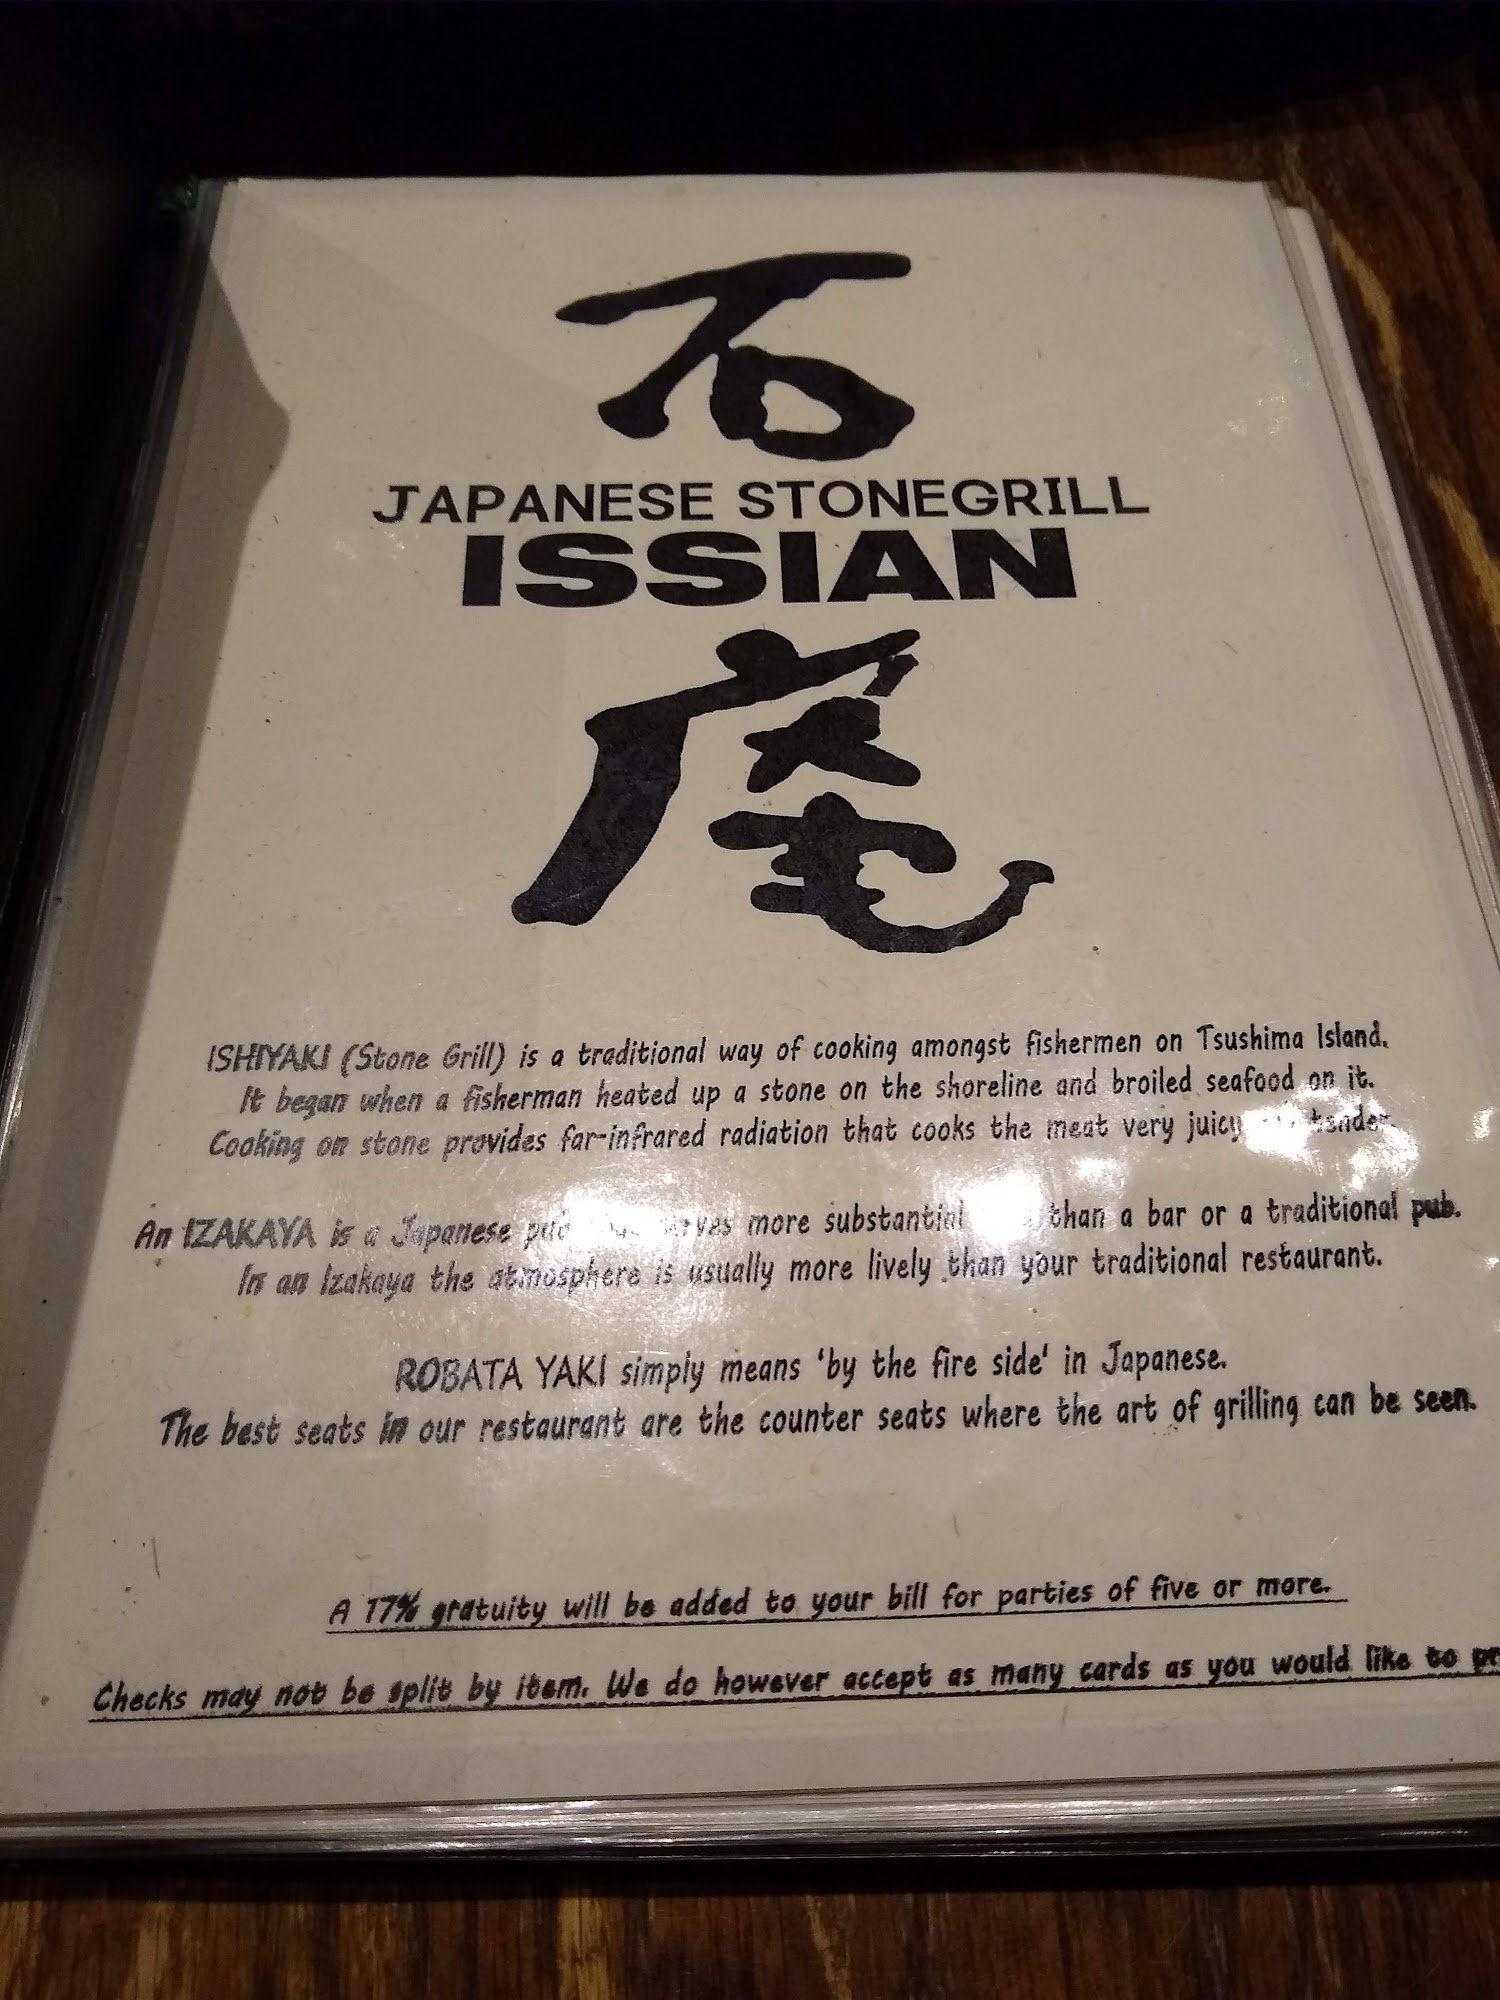 石
JAPANESE STONEGRILL
ISSIAN
庵
ISHIYAKI (Stone Grill) is a traditional way of cooking amongst fishermen on Tsushima Island.
It began when a fisherman heated up a stone on the shoreline and broiled seafood on it.
Cooking on stone provides far-infrared radiation that cooks the meat very juicy tender.
An IZAKAYA is a Japanese pub serves more substantial than a bar or a traditional pub.
In an Izakaya the atmosphere is usually more lively than your traditional restaurant.
ROBATA YAKI simply means 'by the fire side' in Japanese.
The best seats in our restaurant are the counter seats where the art of grilling can be seen.
A 17% gratuity will be added to your bill for parties of five or more.
Checks may not be split by item. We do however accept as many cards as you would like to